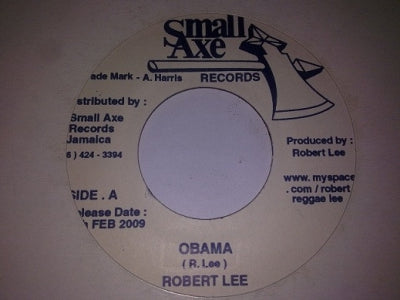 Small
Axe
RECORDS
ade Mark - A. Harris
stributed by :
Small Axe
Records
Jamaica
6 ) 424 - 3394
SIDE . A
lease Date :
FEB 2009
Produced by :
Robert Lee
www. myspace
. com / robert
reggae lee
OBAMA
( R. Lee )
ROBERT LEE